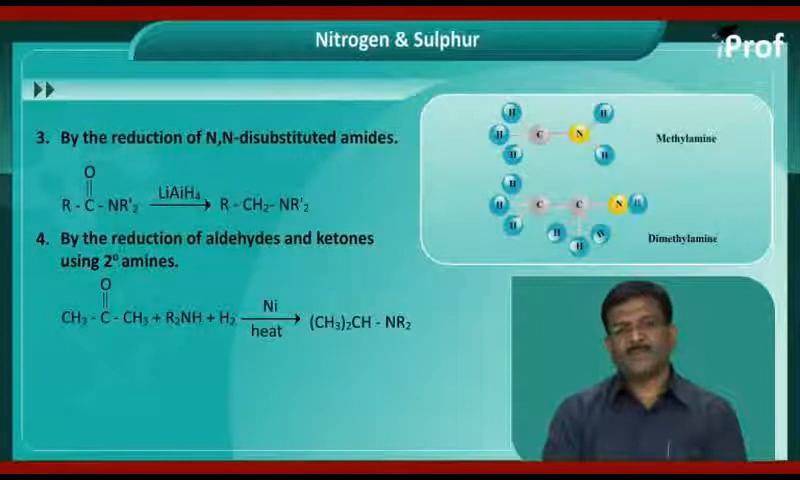 Nitrogen & Sulphur
iProf
3. By the reduction of N,N-disubstituted amides.
O
||
R - C - NR'₂ LiAiH₄ → R - CH₂- NR'₂
4. By the reduction of aldehydes and ketones
using 2° amines.
O
||
CH₃ - C - CH₃ + R₂NH + H₂ Ni heat → (CH₃)₂CH - NR₂
H H
H C N
H H
Methylamine
H
H C C N H
H H H
H
Dimethylamine